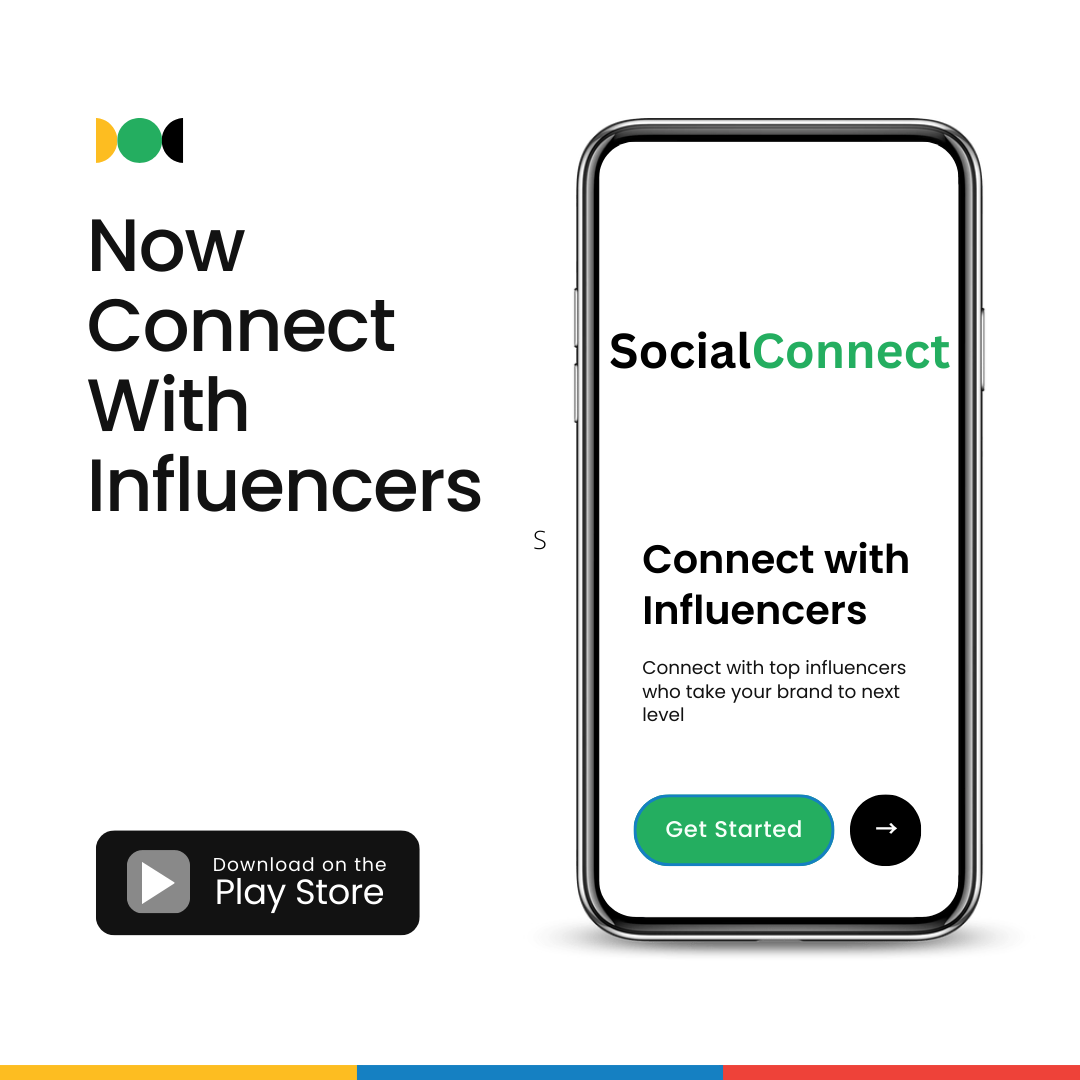 Now
Connect
With
Influencers
S
SocialConnect
Connect with
Influencers
Connect with top influencers
who take your brand to next
level
Get Started
→
Download on the
Play Store